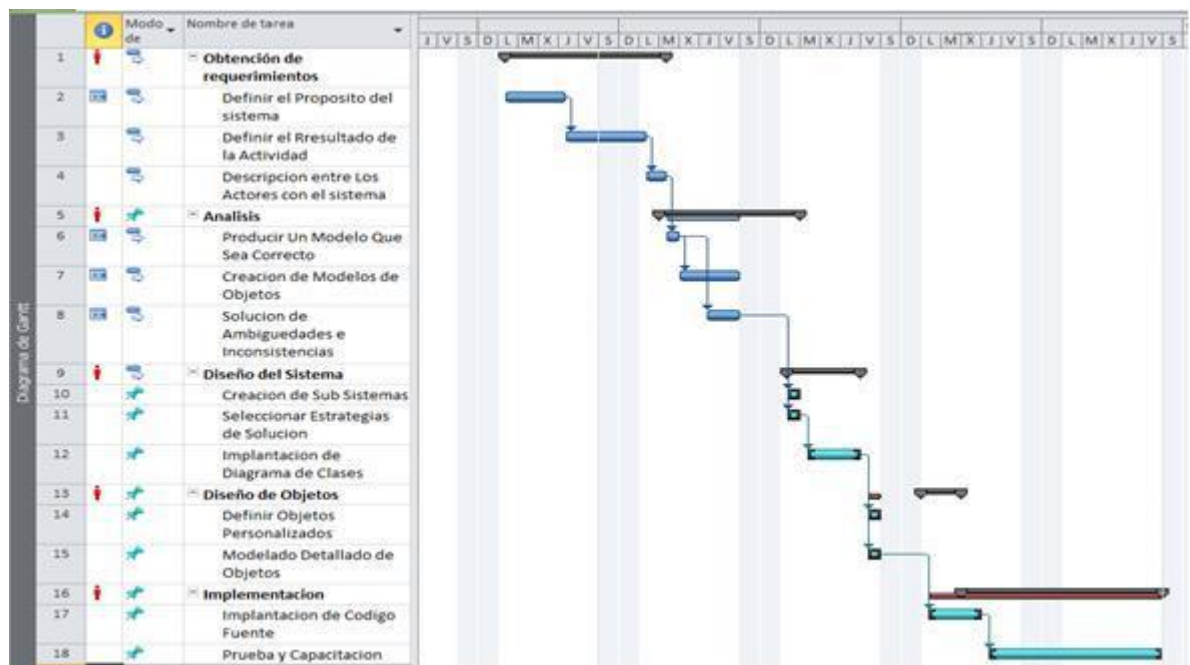 Modo de
Nombre de tarea
J V S D L M X J V S D L M X J V S D L M X J V S D L M X J V S D L M X J V S
Diagrama de Gantt
1
Obtención de
requerimientos
2
Definir el Proposito del
sistema
3
Definir el Rresultado de
la Actividad
4
Descripcion entre Los
Actores con el sistema
5
Analisis
6
Producir Un Modelo Que
Sea Correcto
7
Creacion de Modelos de
Objetos
8
Solucion de
Ambiguedades e
Inconsistencias
9
Diseño del Sistema
10
Creacion de Sub Sistemas
11
Seleccionar Estrategias
de Solucion
12
Implantacion de
Diagrama de Clases
13
Diseño de Objetos
14
Definir Objetos
Personalizados
15
Modelado Detallado de
Objetos
16
Implementacion
17
Implantacion de Codigo
Fuente
18
Prueba y Capacitacion